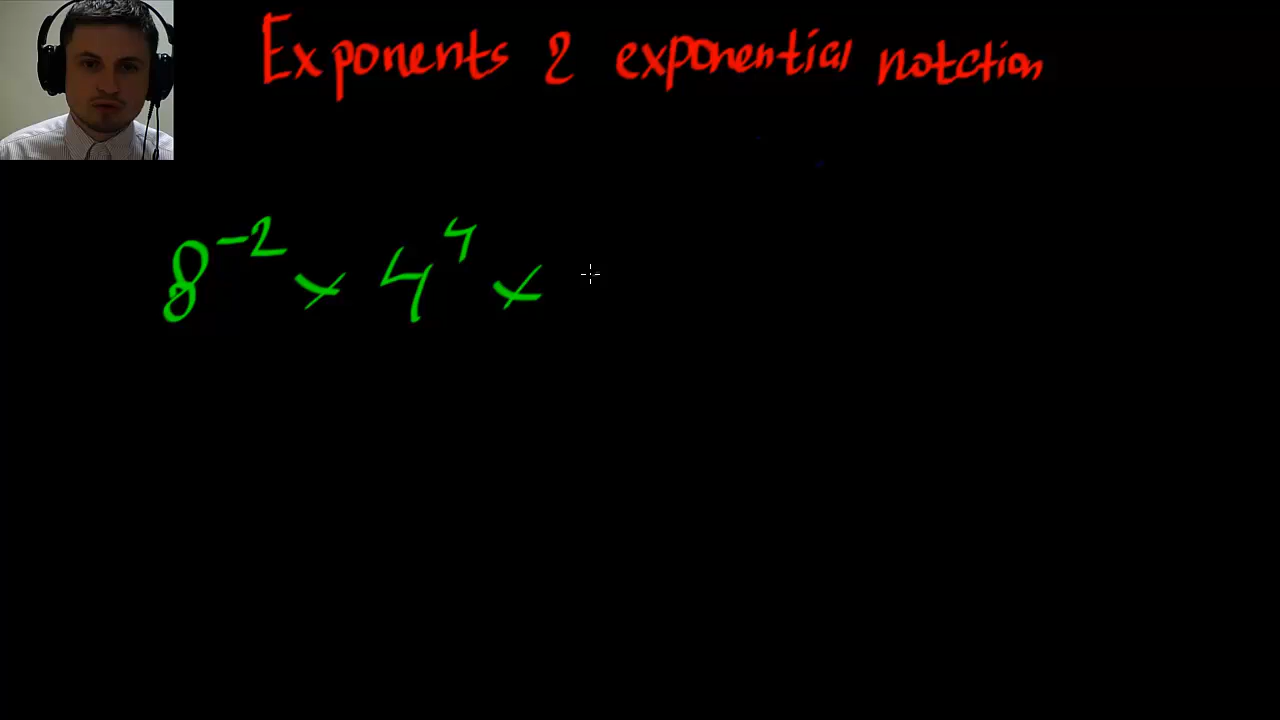 Exponents 2 exponential notation
8^-2 × 4^4 ×